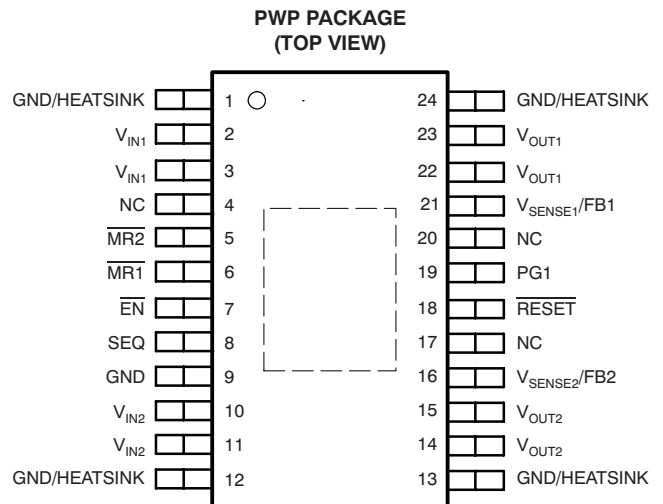 PWP PACKAGE
(TOP VIEW)
GND/HEATSINK 1 24 GND/HEATSINK
VIN1 2 23 VOUT1
VIN1 3 22 VOUT1
NC 4 21 VSENSE1/FB1
MR2 5 20 NC
MR1 6 19 PG1
EN 7 18 RESET
SEQ 8 17 NC
GND 9 16 VSENSE2/FB2
VIN2 10 15 VOUT2
VIN2 11 14 VOUT2
GND/HEATSINK 12 13 GND/HEATSINK